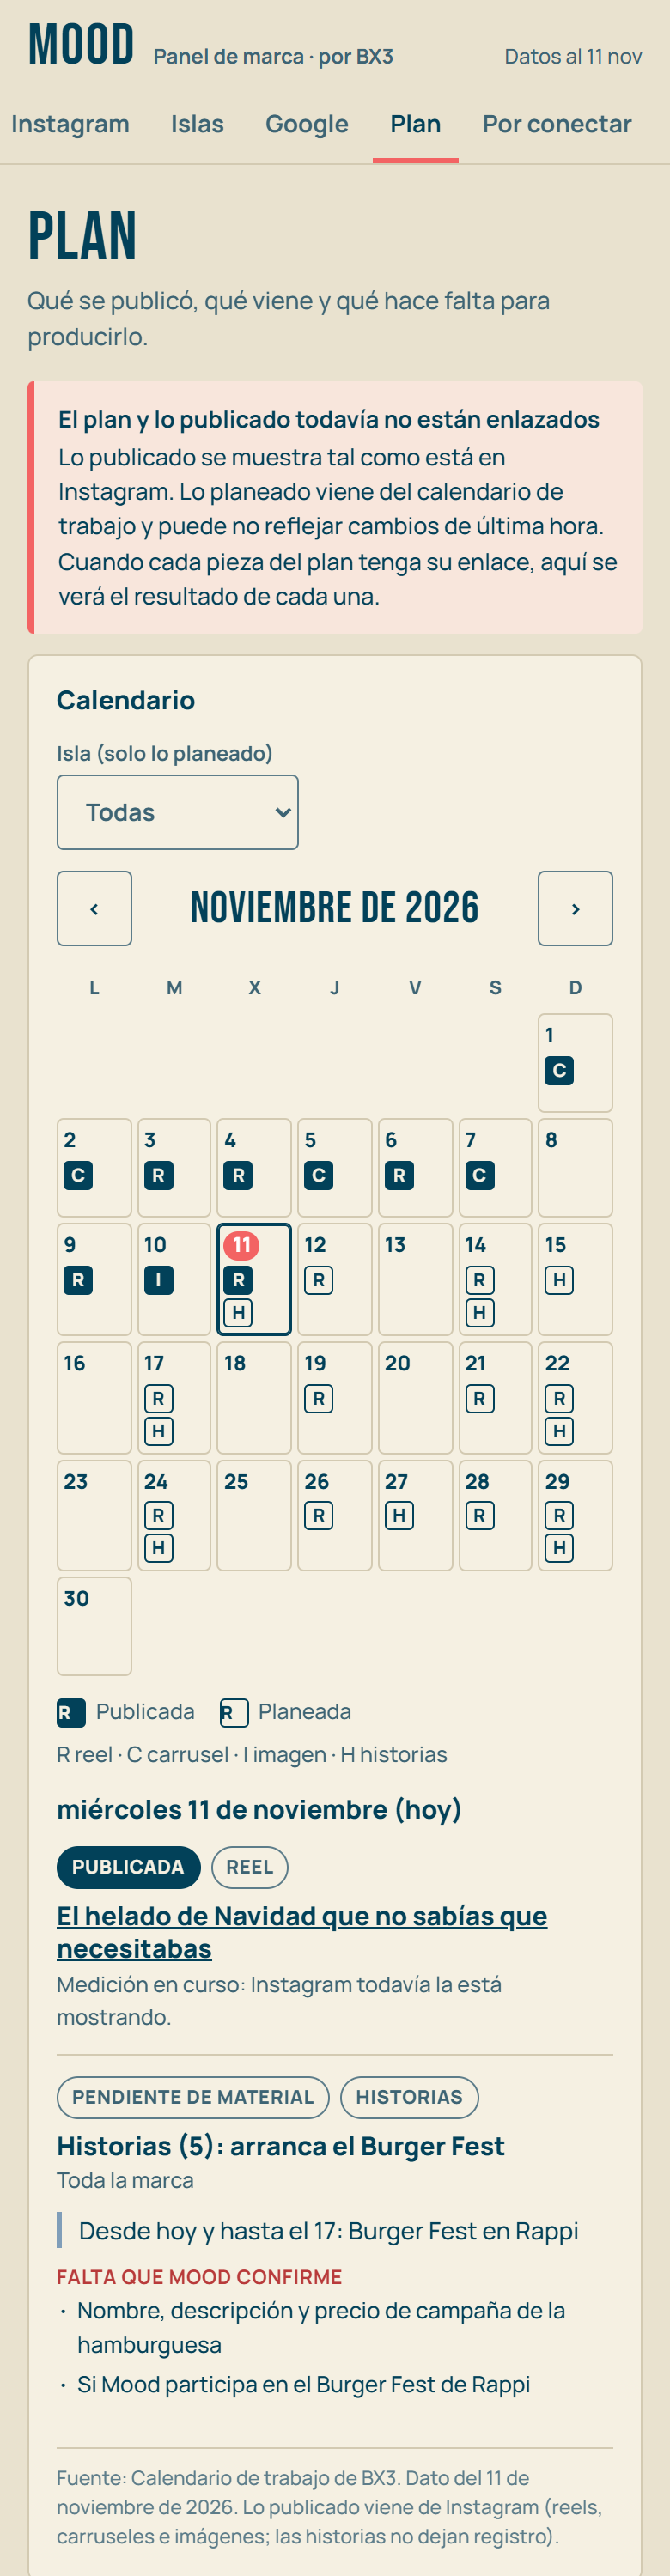 MOOD Panel de marca · por BX3 Datos al 11 nov
Instagram Islas Google Plan Por conectar
PLAN
Qué se publicó, qué viene y qué hace falta para
producirlo.
El plan y lo publicado todavía no están enlazados
Lo publicado se muestra tal como está en
Instagram. Lo planeado viene del calendario de
trabajo y puede no reflejar cambios de última hora.
Cuando cada pieza del plan tenga su enlace, aquí se
verá el resultado de cada una.
Calendario
Isla (solo lo planeado)
Todas
‹ NOVIEMBRE DE 2026 ›
L M X J V S D
1
C
2 3 4 5 6 7 8
C R R C R C
9 10 11 12 13 14 15
R I R R R H
H H
16 17 18 19 20 21 22
R R R R
H H
23 24 25 26 27 28 29
R R H R R
H H
30
R Publicada R Planeada
R reel · C carrusel · I imagen · H historias
miércoles 11 de noviembre (hoy)
PUBLICADA REEL
El helado de Navidad que no sabías que
necesitabas
Medición en curso: Instagram todavía la está
mostrando.
PENDIENTE DE MATERIAL HISTORIAS
Historias (5): arranca el Burger Fest
Toda la marca
Desde hoy y hasta el 17: Burger Fest en Rappi
FALTA QUE MOOD CONFIRME
· Nombre, descripción y precio de campaña de la
hamburguesa
· Si Mood participa en el Burger Fest de Rappi
Fuente: Calendario de trabajo de BX3. Dato del 11 de
noviembre de 2026. Lo publicado viene de Instagram (reels,
carruseles e imágenes; las historias no dejan registro).